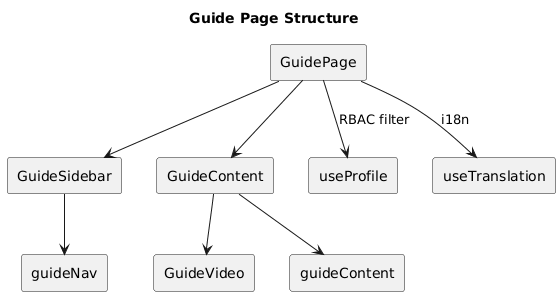 Guide Page Structure
GuidePage
RBAC filter
i18n
GuideSidebar
GuideContent
useProfile
useTranslation
guideNav
GuideVideo
guideContent